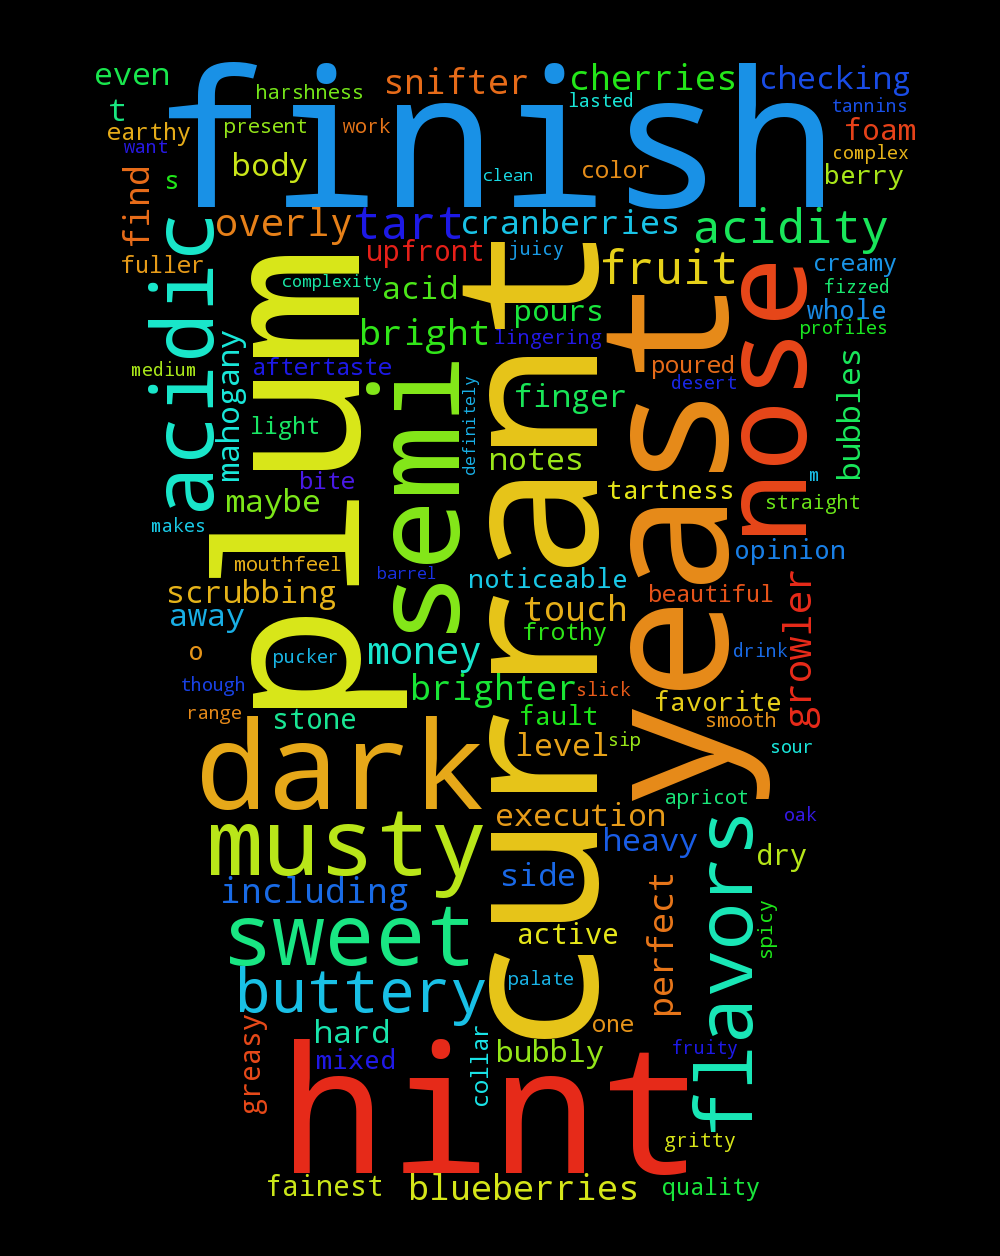 finish
even
harshness
snifter
cherries
checking
t
lasted
tannins
earthy
present
work
foam
want
body
clean
color
complex
berry
s
find
overly
tart
cranberries
acidity
acidic
upfront
juicy
fruit
nose
creamy
fuller
complexity
acid
fizzed
plum
currant
yeast
pours
whole
bright
lingering
profiles
mahogany
medium
aftertaste
semi
poured
desert
definitely
finger
bubbles
light
notes
bite
tartness
m
maybe
straight
makes
mouthfeel
barrel
noticeable
opinion
scrubbing
touch
beautiful
growler
away
frothy
o
pucker
money
drink
though
brighter
slick
favorite
range
stone
fault
smooth
dark
level
sip
sour
apricot
musty
execution
heavy
oak
flavors
dry
including
side
perfect
sweet
active
spicy
buttery
palate
greasy
hard
collar
one
mixed
bubbly
fruity
hint
gritty
fainest
blueberries
quality